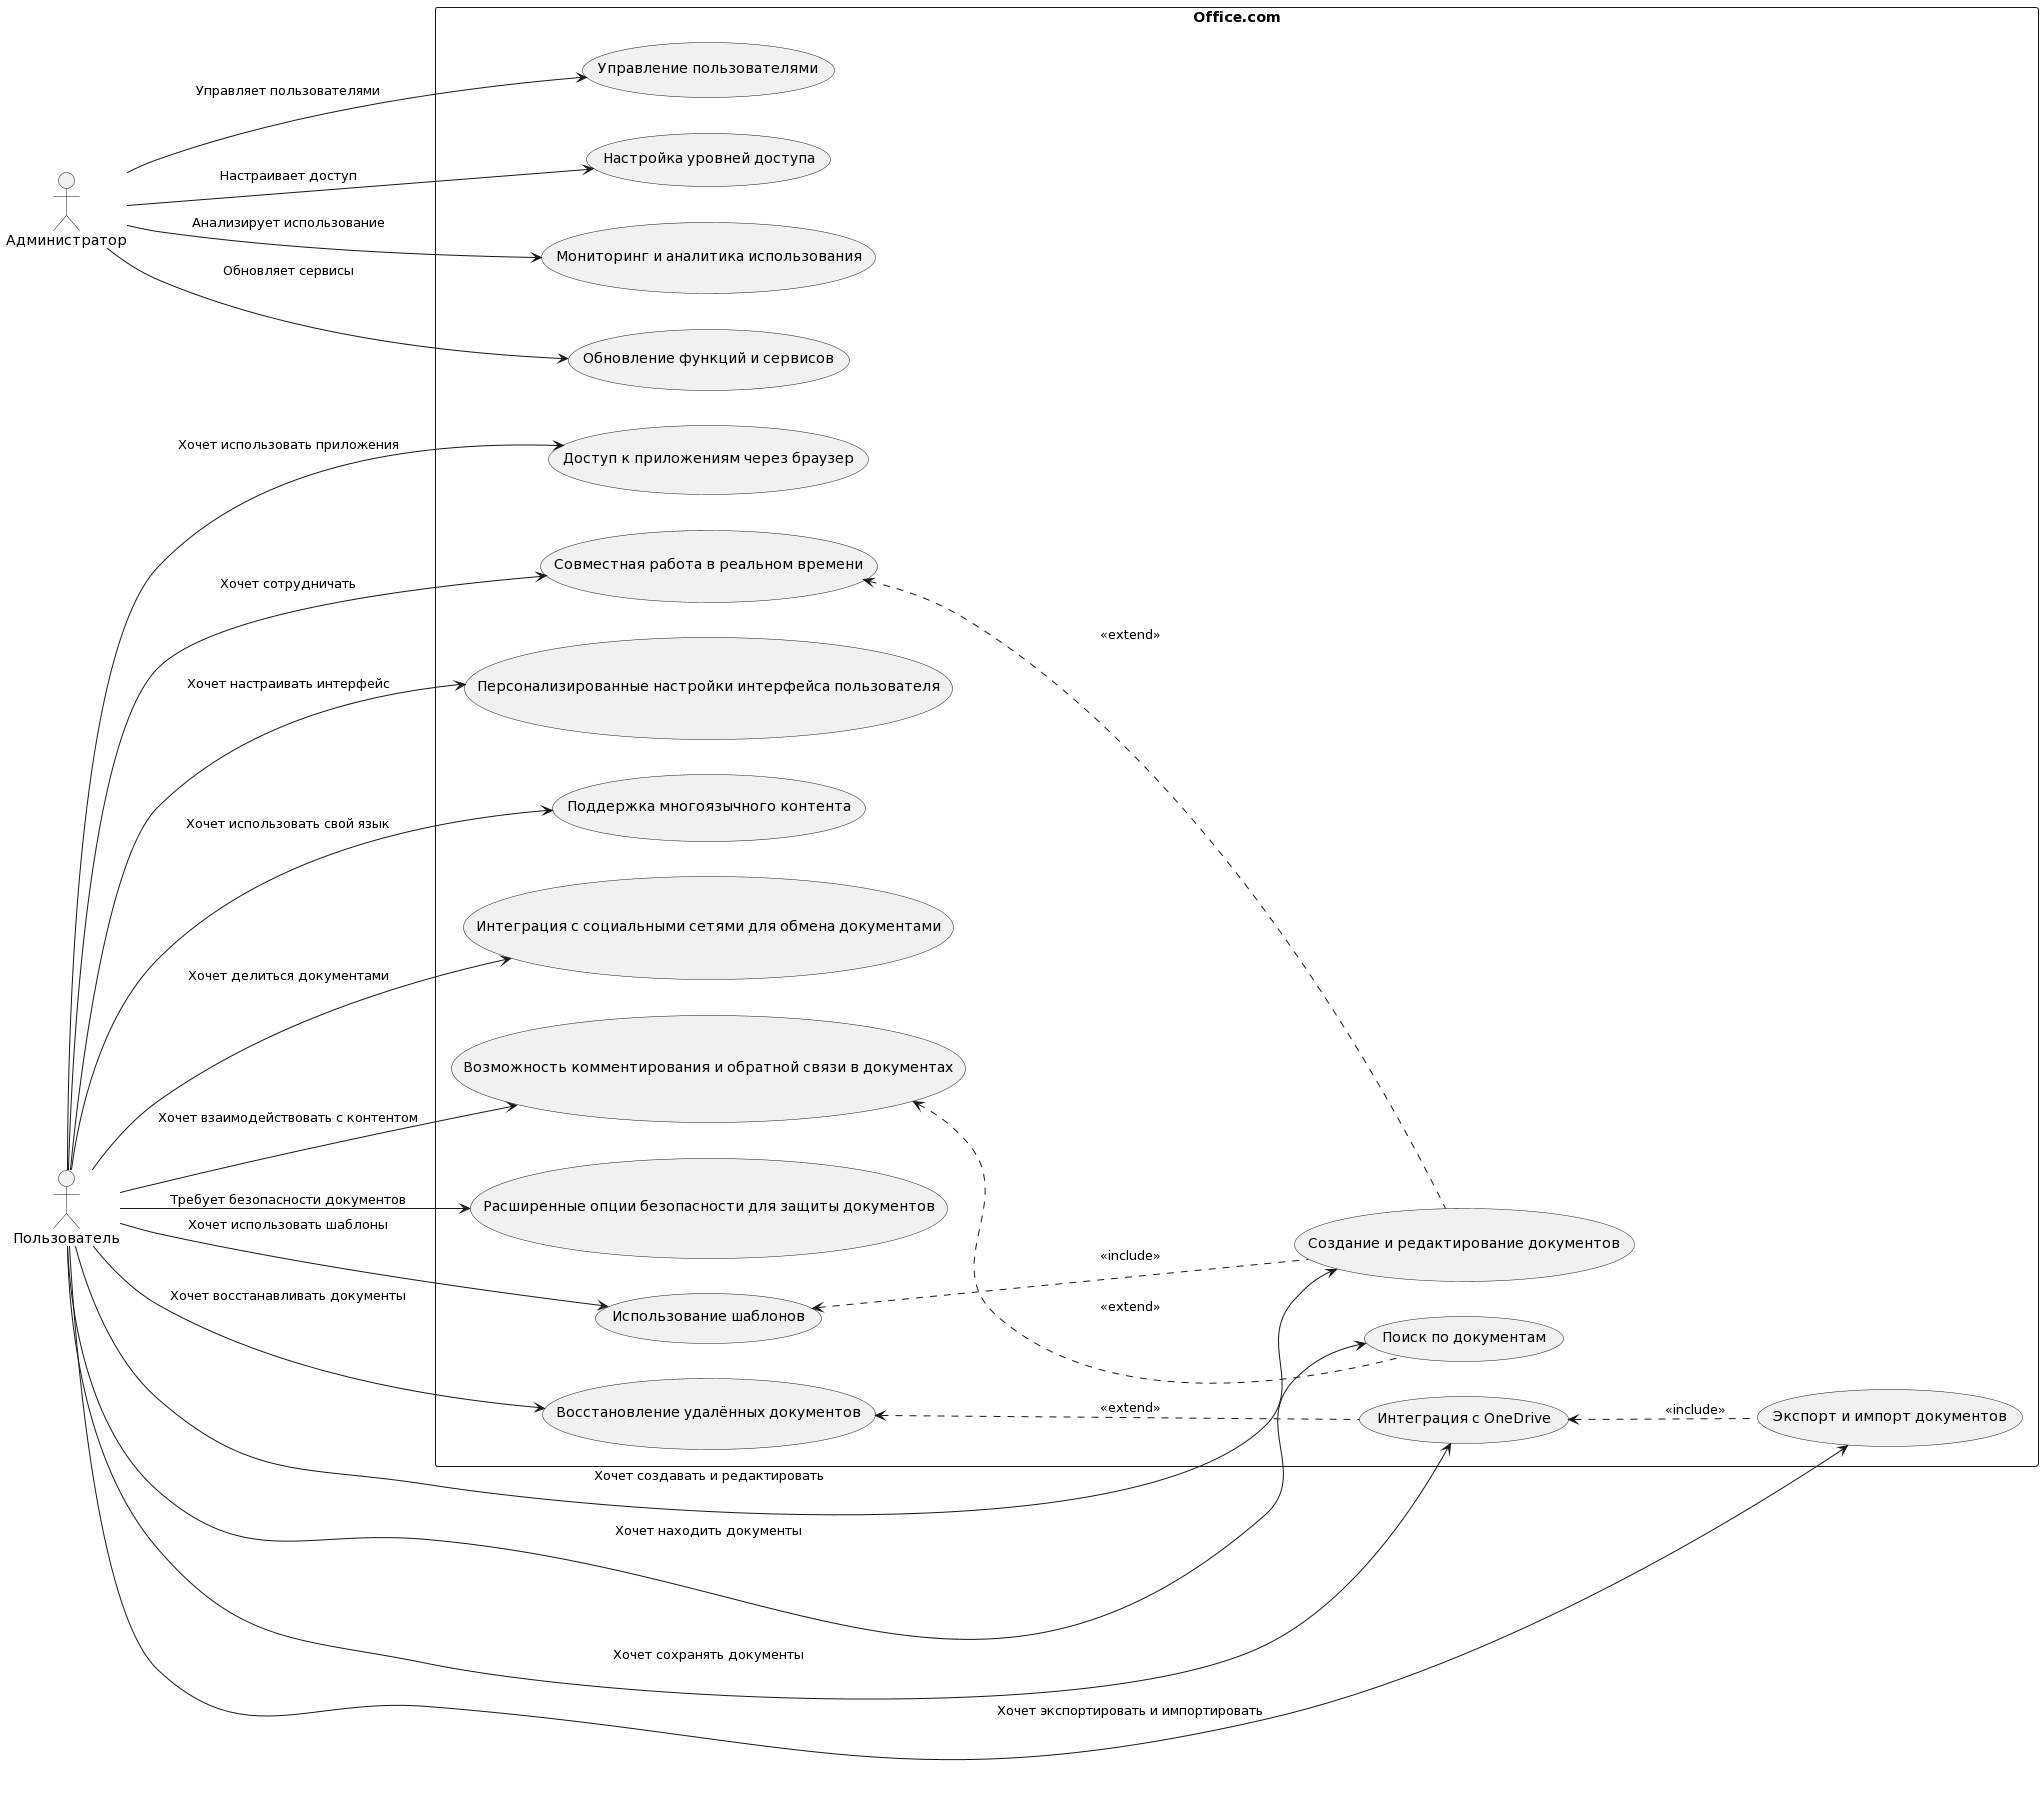 Office.com
Управление пользователями
Управляет пользователями
Настройка уровней доступа
Настраивает доступ
Анализирует использование
Администратор
Мониторинг и аналитика использования
Обновляет сервисы
Обновление функций и сервисов
Хочет использовать приложения
Доступ к приложениям через браузер
Совместная работа в реальном времени
Хочет сотрудничать
«extend»
Хочет настраивать интерфейс
Персонализированные настройки интерфейса пользователя
Поддержка многоязычного контента
Хочет использовать свой язык
Интеграция с социальными сетями для обмена документами
Хочет делиться документами
Возможность комментирования и обратной связи в документах
Хочет взаимодействовать с контентом
Требует безопасности документов
Расширенные опции безопасности для защиты документов
Хочет использовать шаблоны
Пользователь
Создание и редактирование документов
«include»
Хочет восстанавливать документы
«extend»
Использование шаблонов
Поиск по документам
«extend»
Восстановление удалённых документов
Интеграция с OneDrive
«include»
Экспорт и импорт документов
Хочет создавать и редактировать
Хочет находить документы
Хочет сохранять документы
Хочет экспортировать и импортировать